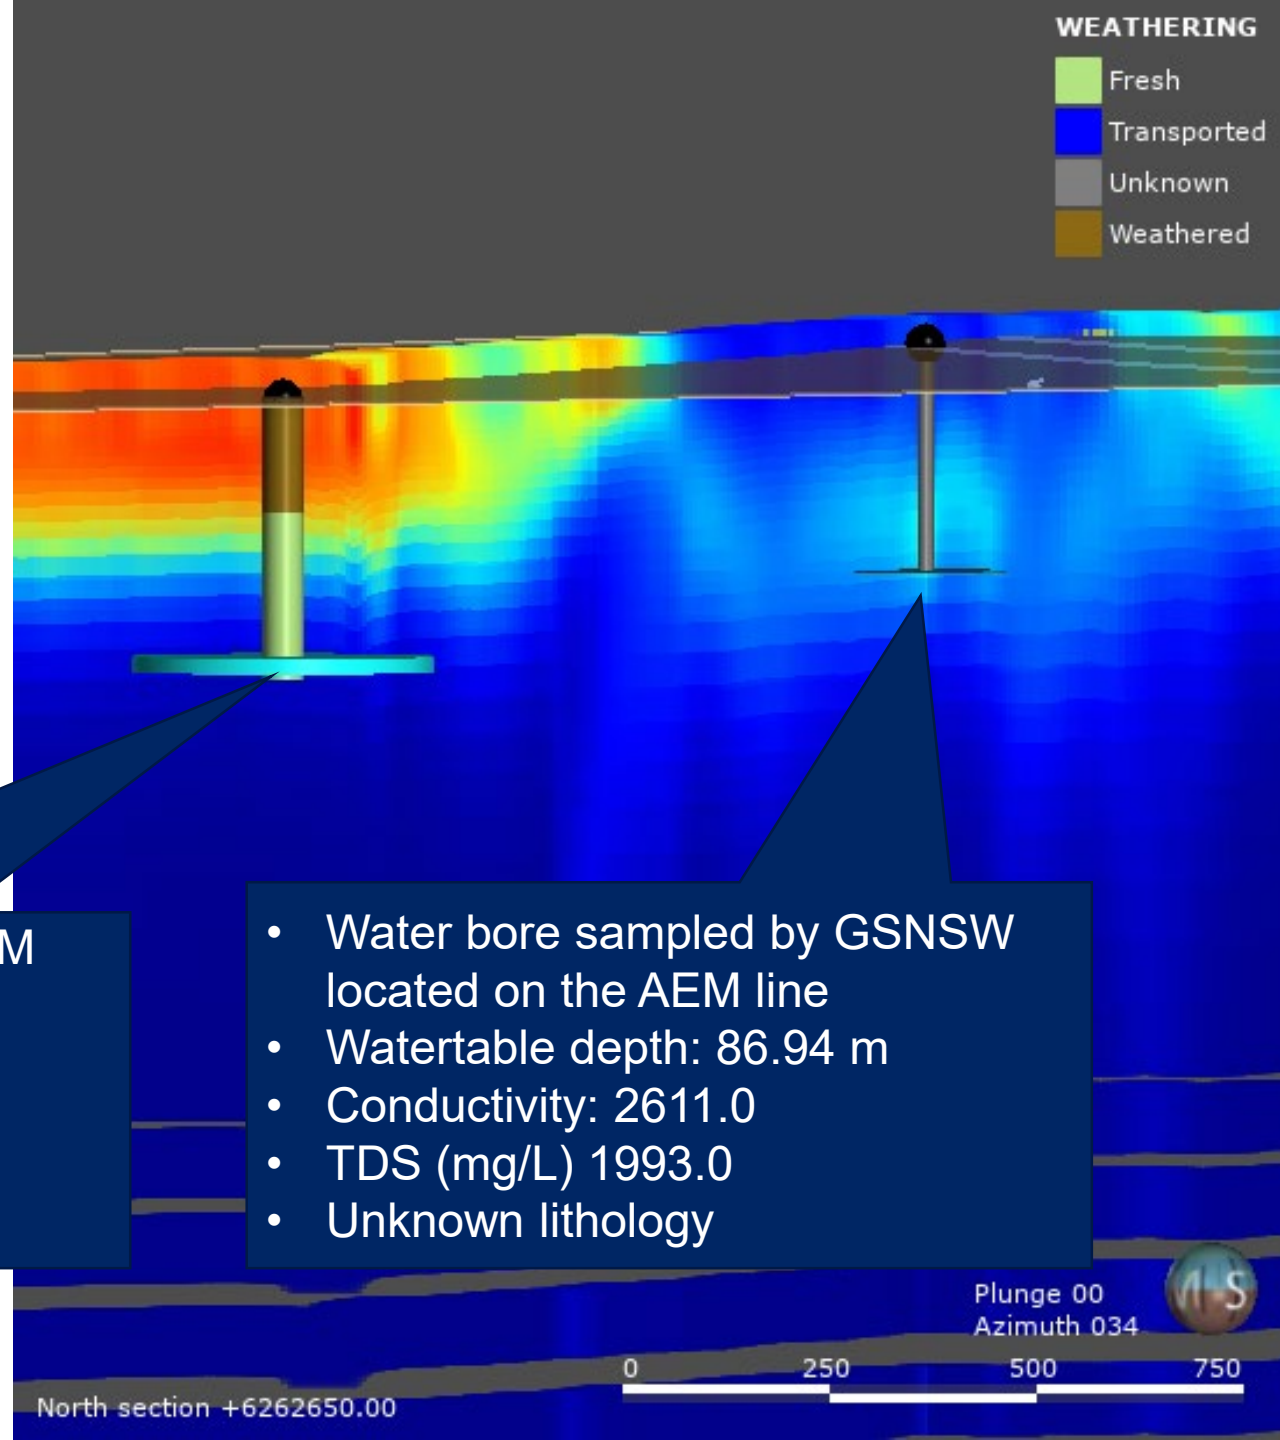 WEATHERING
Fresh
Transported
Unknown
Weathered
M
• Water bore sampled by GSNSW
located on the AEM line
• Watertable depth: 86.94 m
• Conductivity: 2611.0
• TDS (mg/L) 1993.0
• Unknown lithology
Plunge 00
Azimuth 034
S
0 250 500 750
North section +6262650.00